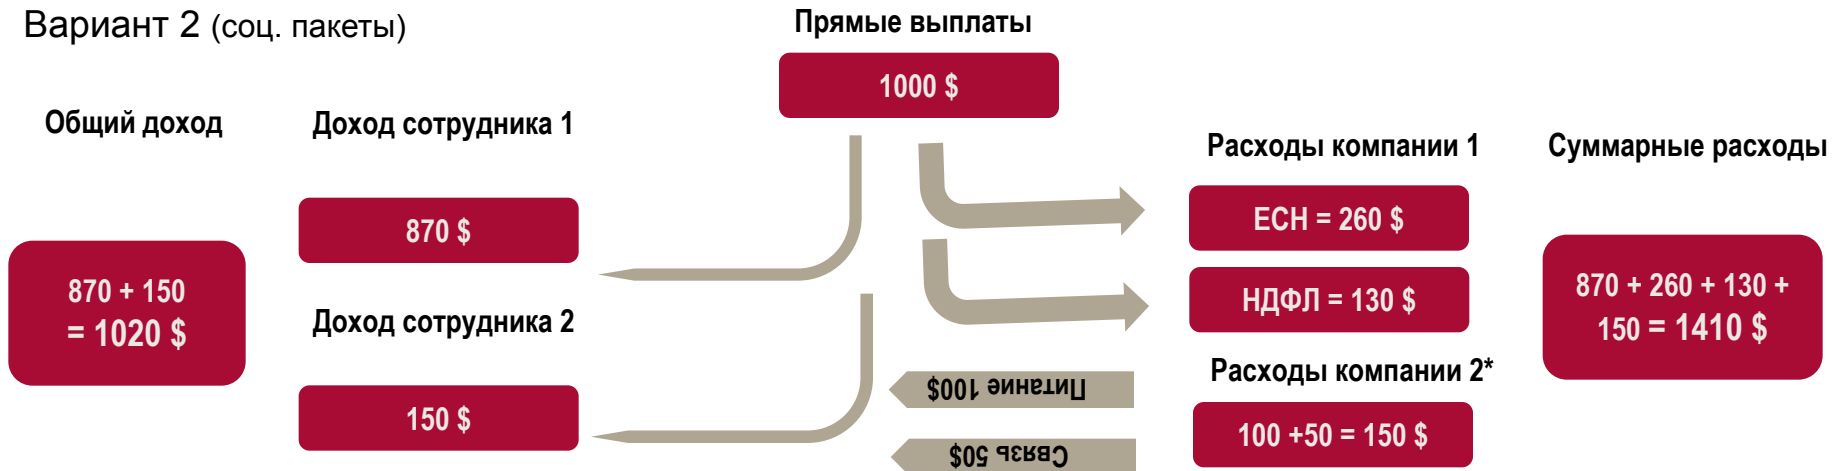 Вариант 2 (соц. пакеты)
Прямые выплаты
1000 $
Общий доход
870 + 150
= 1020 $
Доход сотрудника 1
870 $
Доход сотрудника 2
150 $
Питание 100$
Связь 50$
Расходы компании 1
ЕСН = 260 $
НДФЛ = 130 $
Расходы компании 2*
100 +50 = 150 $
Суммарные расходы
870 + 260 + 130 +
150 = 1410 $